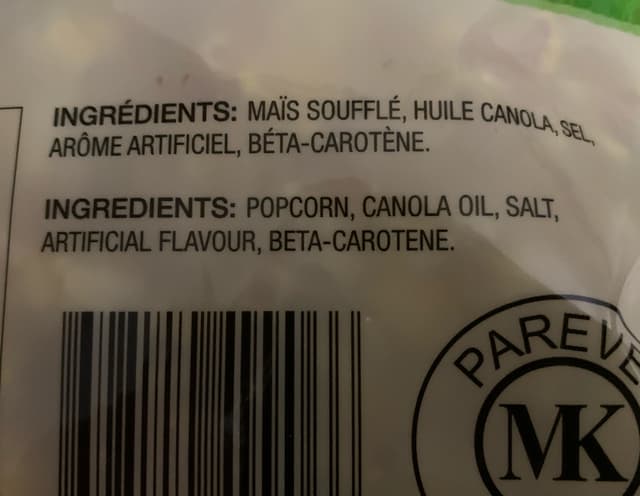 INGRÉDIENTS: MAÏS SOUFFLÉ, HUILE CANOLA, SEL,
ARÔME ARTIFICIEL, BÉTA-CAROTÈNE.
INGREDIENTS: POPCORN, CANOLA OIL, SALT,
ARTIFICIAL FLAVOUR, BETA-CAROTENE.
PAREVE
MK